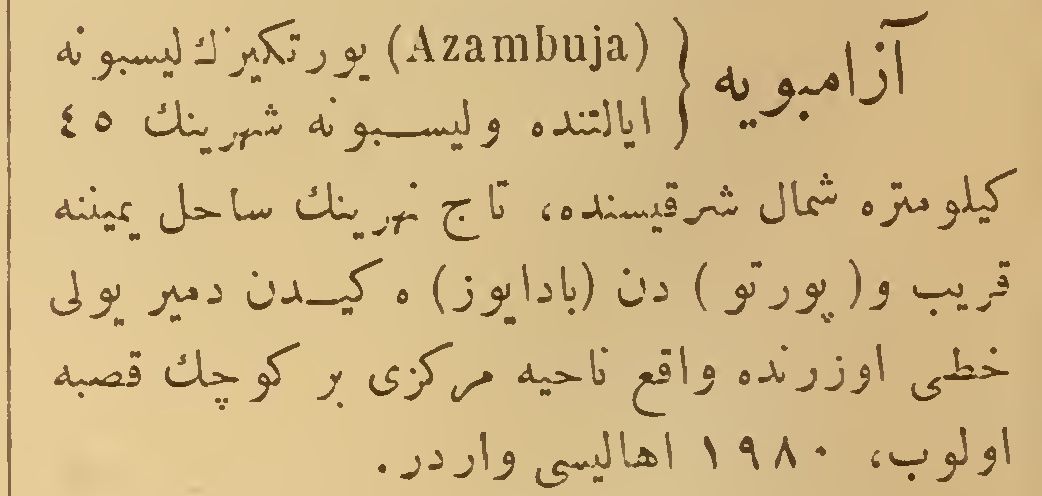 آزامبویه } (Azambuja) پورتکیزك لیسبونه
ایالتنده ولیسبونه شهرینك ٤٥
کیلومتره شمال شرقیسنده، تاج نهرینك ساحل یمیننه
قریب و( پورتو ) دن (بادایوز) ه کیدن دمیر یولی
خطی اوزرنده واقع ناحیه مرکزی بر کوچك قصبه
اولوب، ١٩٨٠ اهالیسی واردر.